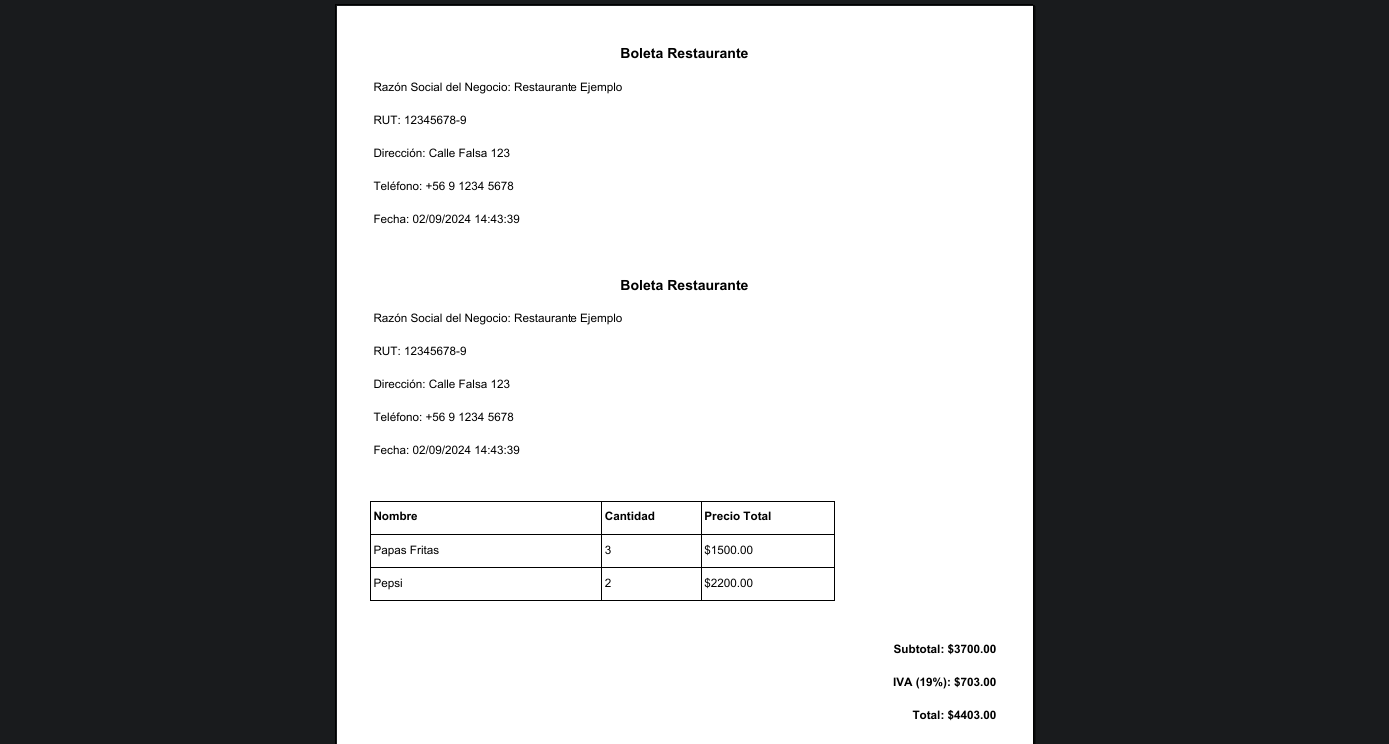 Boleta Restaurante
Razón Social del Negocio: Restaurante Ejemplo
RUT: 12345678-9
Dirección: Calle Falsa 123
Teléfono: +56 9 1234 5678
Fecha: 02/09/2024 14:43:39
Boleta Restaurante
Razón Social del Negocio: Restaurante Ejemplo
RUT: 12345678-9
Dirección: Calle Falsa 123
Teléfono: +56 9 1234 5678
Fecha: 02/09/2024 14:43:39
Nombre Cantidad Precio Total
Papas Fritas 3 $1500.00
Pepsi 2 $2200.00
Subtotal: $3700.00
IVA (19%): $703.00
Total: $4403.00